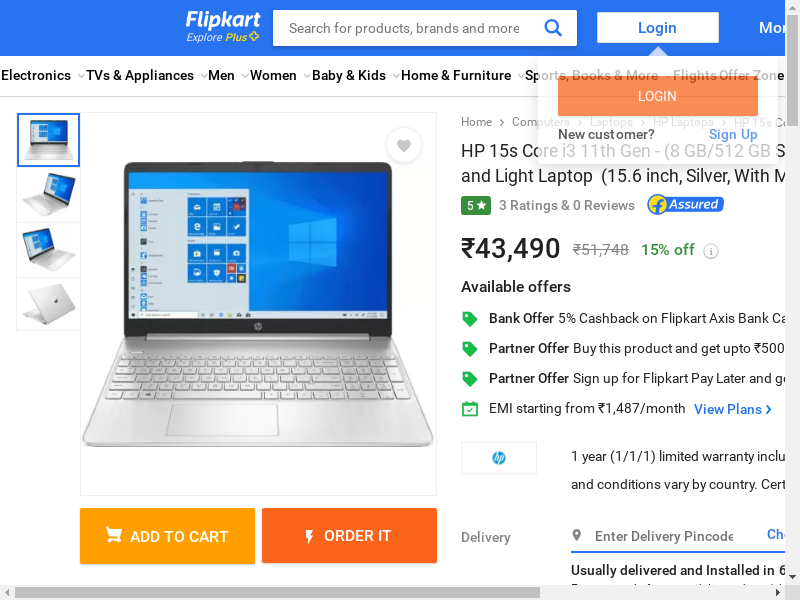 Flipkart
Explore Plus
Search for products, brands and more
Login
Mor
Electronics
TVs & Appliances
Men
Women
Baby & Kids
Home & Furniture
Sports, Books & More
Flights
Offer Zone
LOGIN
New customer?
Sign Up
Home
Computers
Laptops
HP Laptops
HP 15s Co
HP 15s Core i3 11th Gen - (8 GB/512 GB S
and Light Laptop (15.6 inch, Silver, With M
5
3 Ratings & 0 Reviews
Assured
₹43,490
₹51,748
15% off
Available offers
Bank Offer 5% Cashback on Flipkart Axis Bank Ca
Partner Offer Buy this product and get upto ₹500
Partner Offer Sign up for Flipkart Pay Later and ge
EMI starting from ₹1,487/month
View Plans
hp
1 year (1/1/1) limited warranty inclu
and conditions vary by country. Cert
ADD TO CART
ORDER IT
Delivery
Enter Delivery Pincode
Che
Usually delivered and Installed in 6